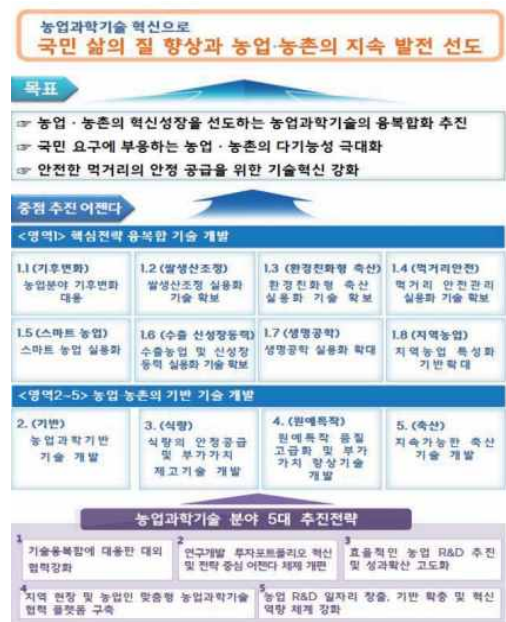 농업과학기술 혁신으로
국민 삶의 질 향상과 농업·농촌의 지속 발전 선도
목표
☞ 농업·농촌의 혁신성장을 선도하는 농업과학기술의 융복합화 추진
☞ 국민 요구에 부응하는 농업·농촌의 다기능성 극대화
☞ 안전한 먹거리의 안정 공급을 위한 기술혁신 강화
중점 추진 어젠다
<영역1> 핵심전략 융복합 기술 개발
1.1 (기후변화)
농업분야 기후변화
대응
1.2 (쌀생산조정)
쌀생산조정 실용화
기술 확보
1.3 (환경친화형 축산)
환경친화형 축산
실용화 기술 확보
1.4 (먹거리안전)
먹거리 안전관리
실용화 기술 확보
1.5 (스마트 농업)
스마트 농업 실용화
1.6 (수출 신성장동력)
수출농업 및 신성장
동력 실용화 기술 확보
1.7 (생명공학)
생명공학 실용화 확대
1.8 (지역농업)
지역농업 특성화
기반확대
<영역2~5> 농업·농촌의 기반 기술 개발
2. (기반)
농업과학기반
기술 개발
3. (식량)
식량의 안정공급
및 부가가치
제고기술 개발
4. (원예특작)
원예특작 품질
고급화 및 부가
가치 향상기술
개발
5. (축산)
지속가능한 축산
기술 개발
농업과학기술 분야 5대 추진전략
1
기술융복합에 대응한 대외
협력강화
2
연구개발 투자포트폴리오 혁신
및 전략 중심 어젠다 체제 개편
3
효율적인 농업 R&D 추진
및 성과확산 고도화
4
지역 현장 및 농업인 맞춤형 농업과학기술
협력 플랫폼 구축
5
농업 R&D 일자리 창출, 기반 확충 및 혁신
역량 체계 강화